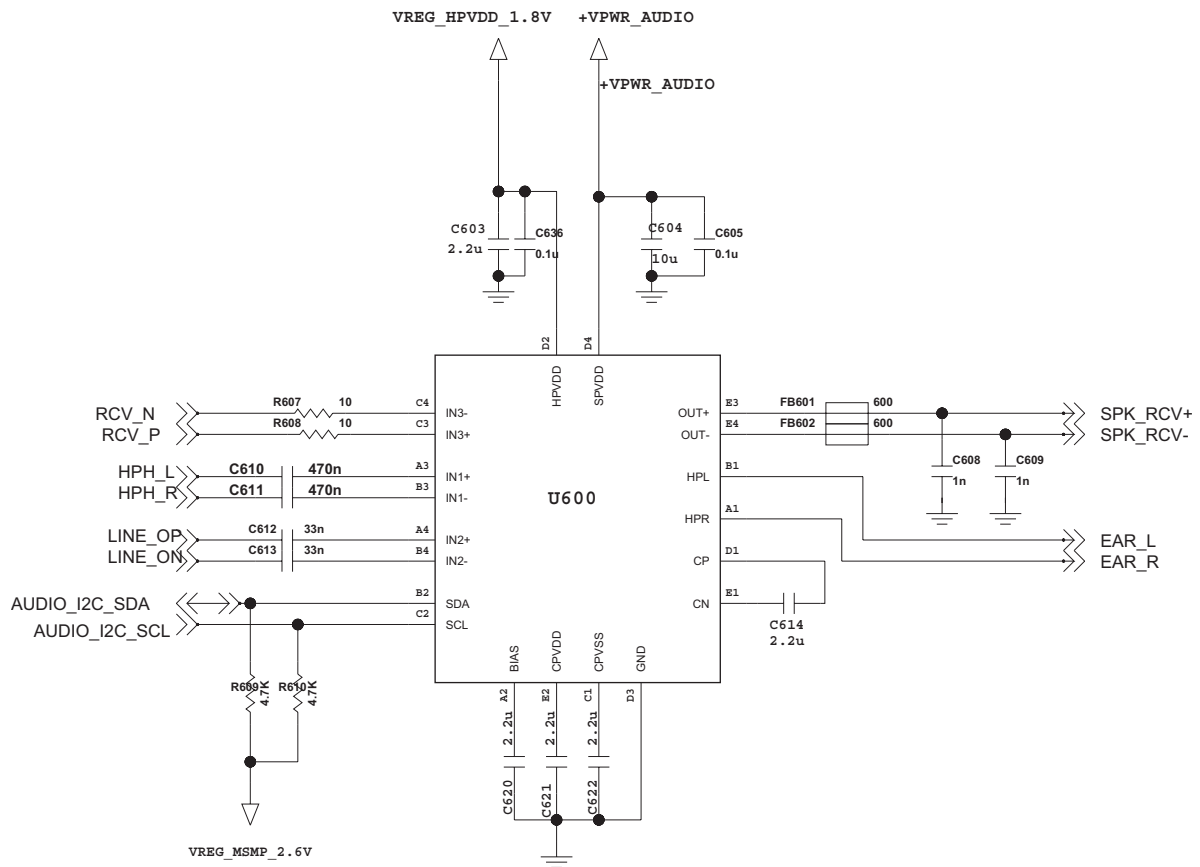 VREG_HPVDD_1.8V +VPWR_AUDIO
+VPWR_AUDIO
C603 2.2u
C636 0.1u
C604 10u
C605 0.1u
D2 D4
HPVDD SPVDD
RCV_N R607 10 C4 IN3-
RCV_P R608 10 C3 IN3+
HPH_L C610 470n A3 IN1+
HPH_R C611 470n B3 IN1-
LINE_OP C612 33n A4 IN2+
LINE_ON C613 33n B4 IN2-
AUDIO_I2C_SDA B2 SDA
AUDIO_I2C_SCL C2 SCL
U600
OUT+ E3 FB601 600 SPK_RCV+
OUT- E4 FB602 600 SPK_RCV-
C608 1n
C609 1n
HPL B1 EAR_L
HPR A1 EAR_R
CP D1
CN E1
C614
2.2u
BIAS CPVDD CPVSS GND
A2 E2 C1 D3
R609 4.7K
R610 4.7K
2.2u 2.2u 2.2u
C620 C621 C622
VREG_MSMP_2.6V